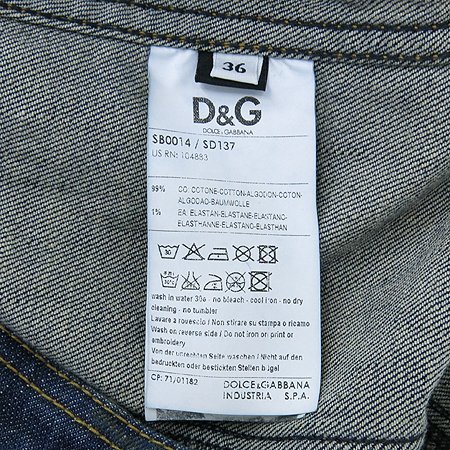 36
D&G
DOLCE & GABBANA
SB0014 / SD137
US RN: 104883
99% CO: COTONE-COTTON-ALGODON-COTON-
ALGODAO-BAUMWOLLE
1% EA: ELASTAN-ELASTANE-ELASTANO-
ELASTHANNE-ELASTANO-ELASTHAN
30
wash in water 30ø - no bleach - cool iron - no dry
cleaning - no tumbler
Lavare a rovescio / Non stirare su stampa o ricamo
Wash on reverse side / Do not iron on print or
embroidery
Von der unrechten Seite waschen / Nicht auf den
bedruckten oder bestickten Stellen bügel
CP: 71/01182
DOLCE&GABBANA
INDUSTRIA S.P.A.